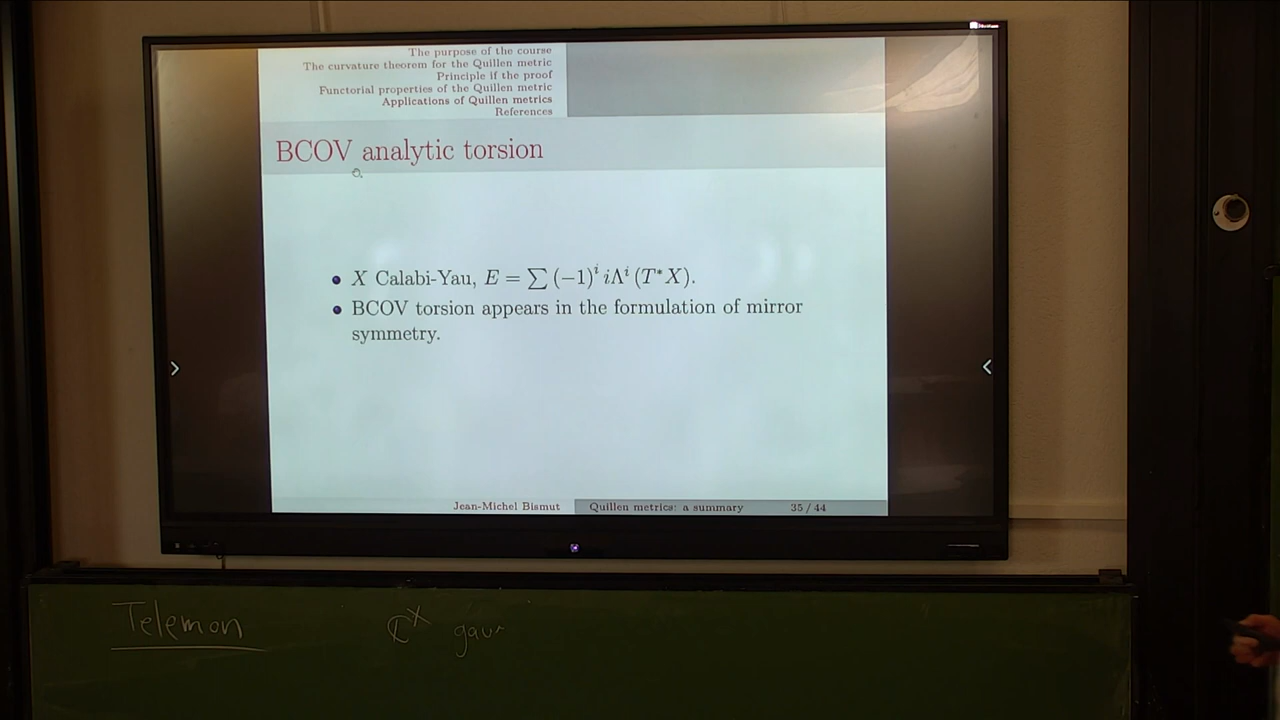 The purpose of the course
The curvature theorem for the Quillen metric
Principle if the proof
Functorial properties of the Quillen metric
Applications of Quillen metrics
References
BCOV analytic torsion
X Calabi-Yau, E = ∑ (−1)^i iΛ^i (T*X).
BCOV torsion appears in the formulation of mirror
symmetry.
Jean-Michel Bismut Quillen metrics: a summary 35 / 44
Telemon ℂ^X